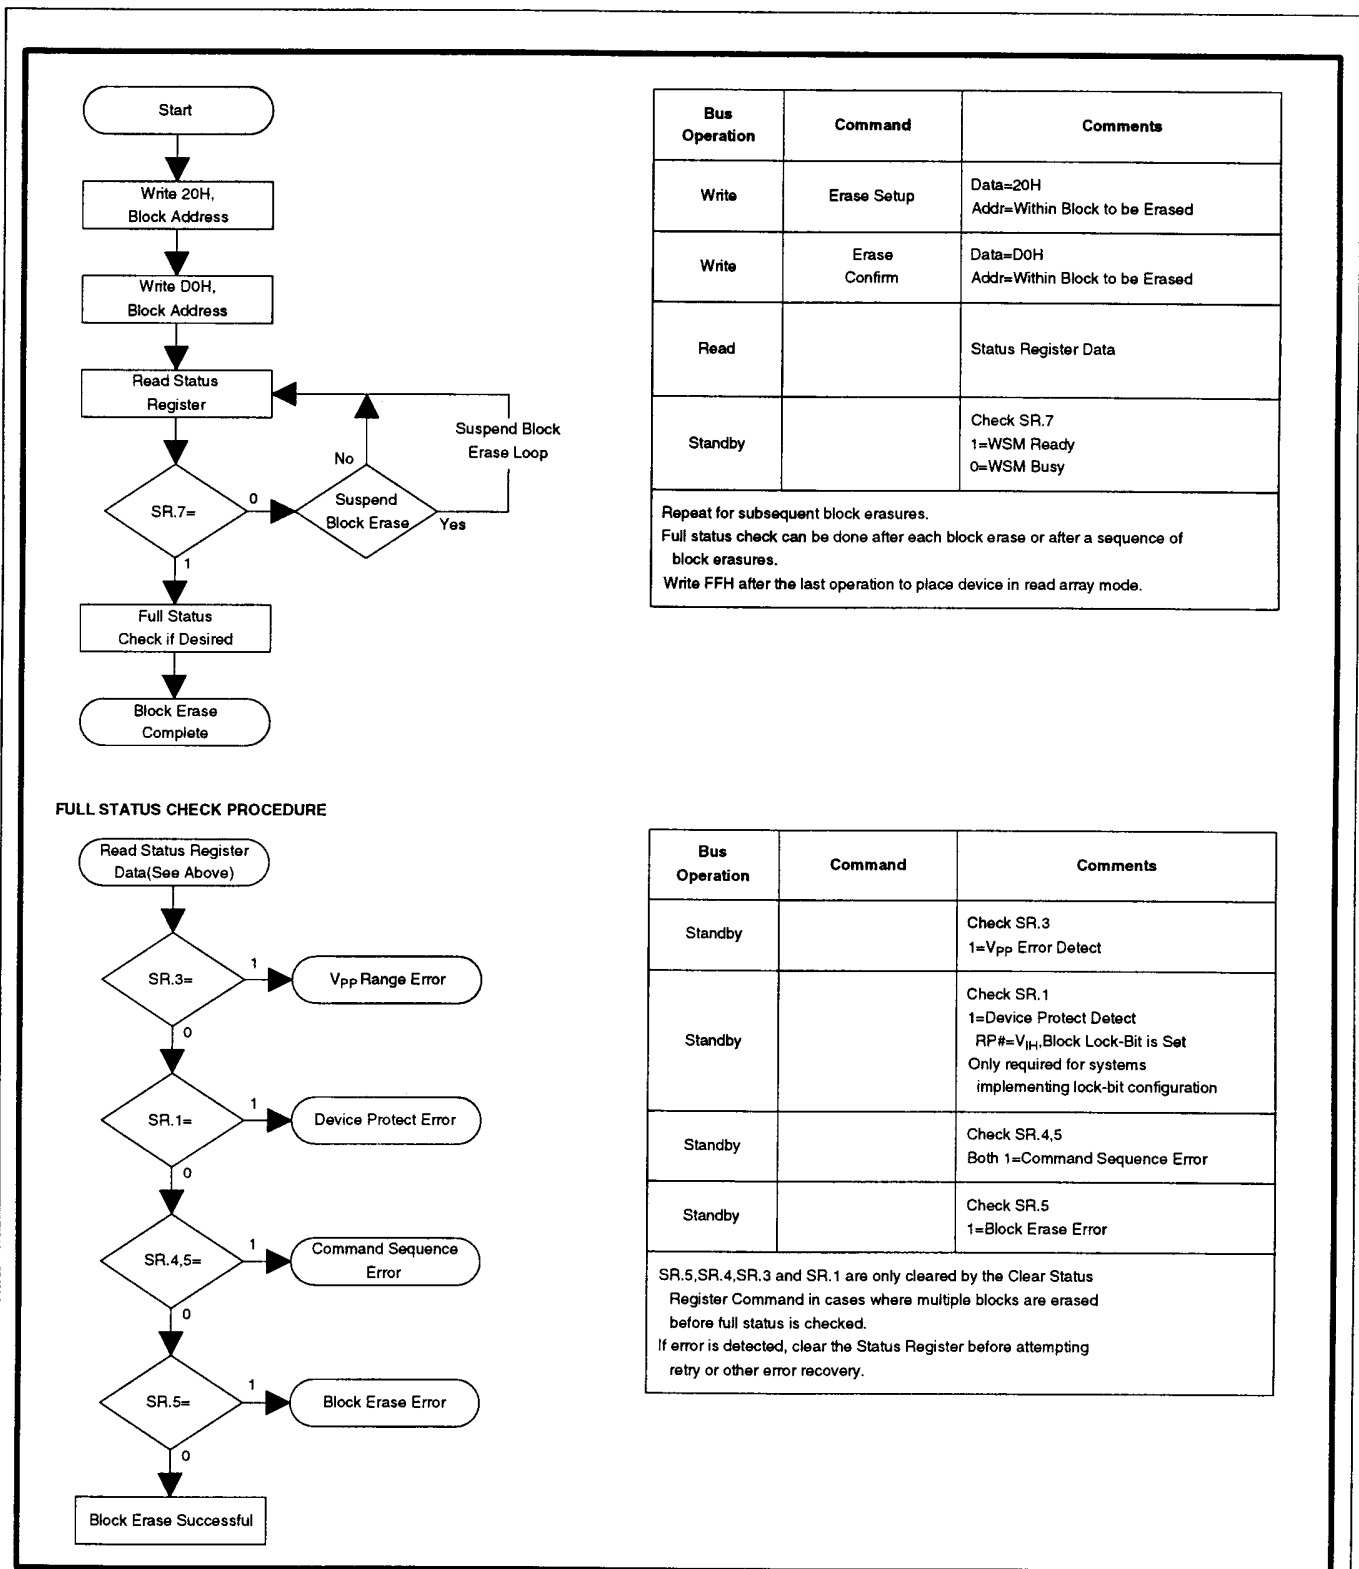 Start
Write 20H,
Block Address
Write D0H,
Block Address
Read Status
Register
Suspend Block
Erase Loop
No
SR.7=
0
Suspend
Block Erase
Yes
1
Full Status
Check if Desired
Block Erase
Complete
Bus
Operation
Command
Comments
Write
Erase Setup
Data=20H
Addr=Within Block to be Erased
Write
Erase
Confirm
Data=D0H
Addr=Within Block to be Erased
Read
Status Register Data
Standby
Check SR.7
1=WSM Ready
0=WSM Busy
Repeat for subsequent block erasures.
Full status check can be done after each block erase or after a sequence of
block erasures.
Write FFH after the last operation to place device in read array mode.
FULL STATUS CHECK PROCEDURE
Read Status Register
Data(See Above)
SR.3=
1
VPP Range Error
0
SR.1=
1
Device Protect Error
0
SR.4,5=
1
Command Sequence
Error
0
SR.5=
1
Block Erase Error
0
Block Erase Successful
Bus
Operation
Command
Comments
Standby
Check SR.3
1=VPP Error Detect
Standby
Check SR.1
1=Device Protect Detect
RP#=VIH,Block Lock-Bit is Set
Only required for systems
implementing lock-bit configuration
Standby
Check SR.4,5
Both 1=Command Sequence Error
Standby
Check SR.5
1=Block Erase Error
SR.5,SR.4,SR.3 and SR.1 are only cleared by the Clear Status
Register Command in cases where multiple blocks are erased
before full status is checked.
If error is detected, clear the Status Register before attempting
retry or other error recovery.